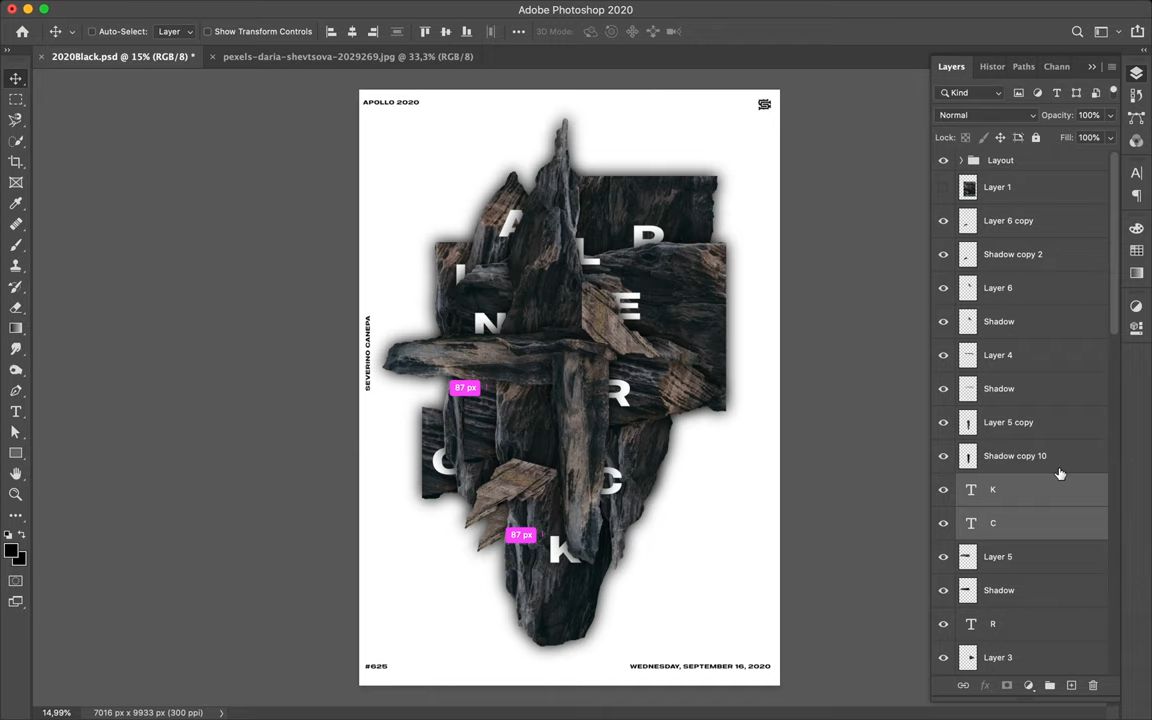 Adobe Photoshop 2020
Auto-Select: Layer Show Transform Controls 3D Mode:
2020Black.psd @ 15% (RGB/8) * pexels-daria-shevtsova-2029269.jpg @ 33,3% (RGB/8)
Layers Histor Paths Chann
Kind
Normal Opacity: 100%
Lock: Fill: 100%
Layout
Layer 1
Layer 6 copy
Shadow copy 2
Layer 6
Shadow
Layer 4
Shadow
Layer 5 copy
Shadow copy 10
T K
T C
Layer 5
Shadow
T R
Layer 3
APOLLO 2020
A
L P
I
E
N
SEVERINO CANEPA
87 px
R
C
C
87 px
K
#625 WEDNESDAY, SEPTEMBER 16, 2020
14,99% 7016 px x 9933 px (300 ppi)